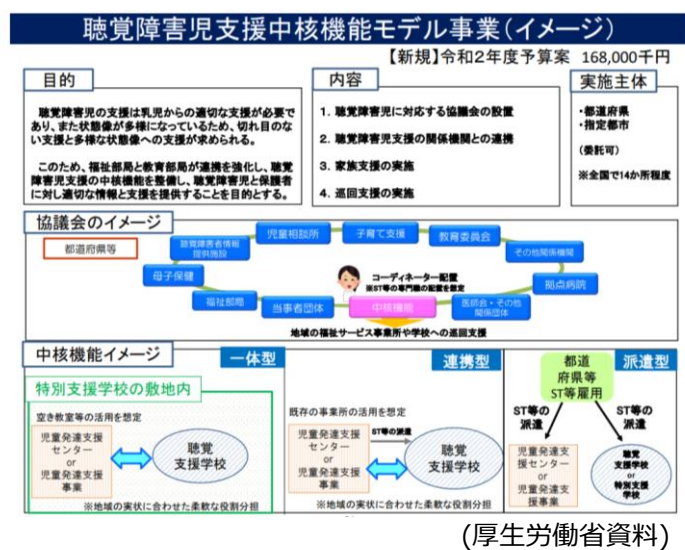 聴覚障害児支援中核機能モデル事業(イメージ)
【新規】令和2年度予算案 168,000千円
目的
聴覚障害児の支援は乳児からの適切な支援が必要で
あり、また状態像が多様になっているため、切れ目のな
い支援と多様な状態像への支援が求められる。
このため、福祉部局と教育部局が連携を強化し、聴覚
障害児支援の中核機能を整備し、聴覚障害児と保護者
に対し適切な情報と支援を提供することを目的とする。
内容
1. 聴覚障害児に対応する協議会の設置
2. 聴覚障害児支援の関係機関との連携
3. 家族支援の実施
4. 巡回支援の実施
実施主体
・都道府県
・指定都市
(委託可)
※全国で14か所程度
協議会のイメージ
都道府県等
聴覚障害者情報
提供施設
児童相談所
子育て支援
教育委員会
その他関係機関
母子保健
コーディネーター配置
※ST等の専門職の配置を想定
拠点病院
福祉部局
当事者団体
中核機能
医師会・その他
関係団体
地域の福祉サービス事業所や学校への巡回支援
中核機能イメージ
一体型
特別支援学校の敷地内
空き教室等の活用を想定
児童発達支援
センター
or
児童発達支援
事業
聴覚
支援学校
※地域の実状に合わせた柔軟な役割分担
連携型
既存の事業所の活用を想定
児童発達支援
センター
or
児童発達支援
事業
ST等の派遣
聴覚
支援学校
※地域の実状に合わせた柔軟な役割分担
派遣型
都道
府県等
ST等雇用
ST等の
派遣
ST等の
派遣
児童発達支
援センター
or
児童発達支
援事業
聴覚
支援学校
or
特別支援
学校
(厚生労働省資料)